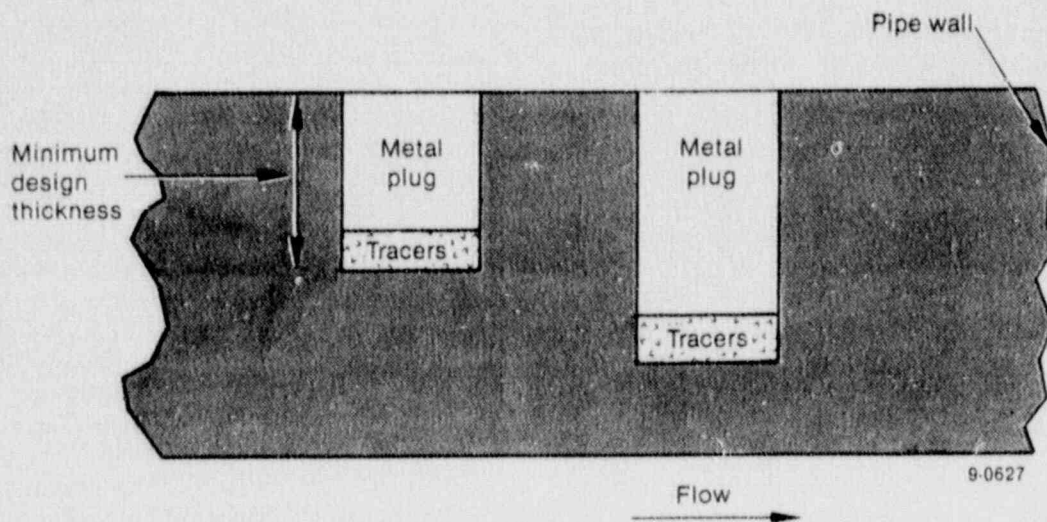 Pipe wall
Minimum
design
thickness
Metal
plug
Tracers
Metal
plug
Tracers
9-0627
Flow